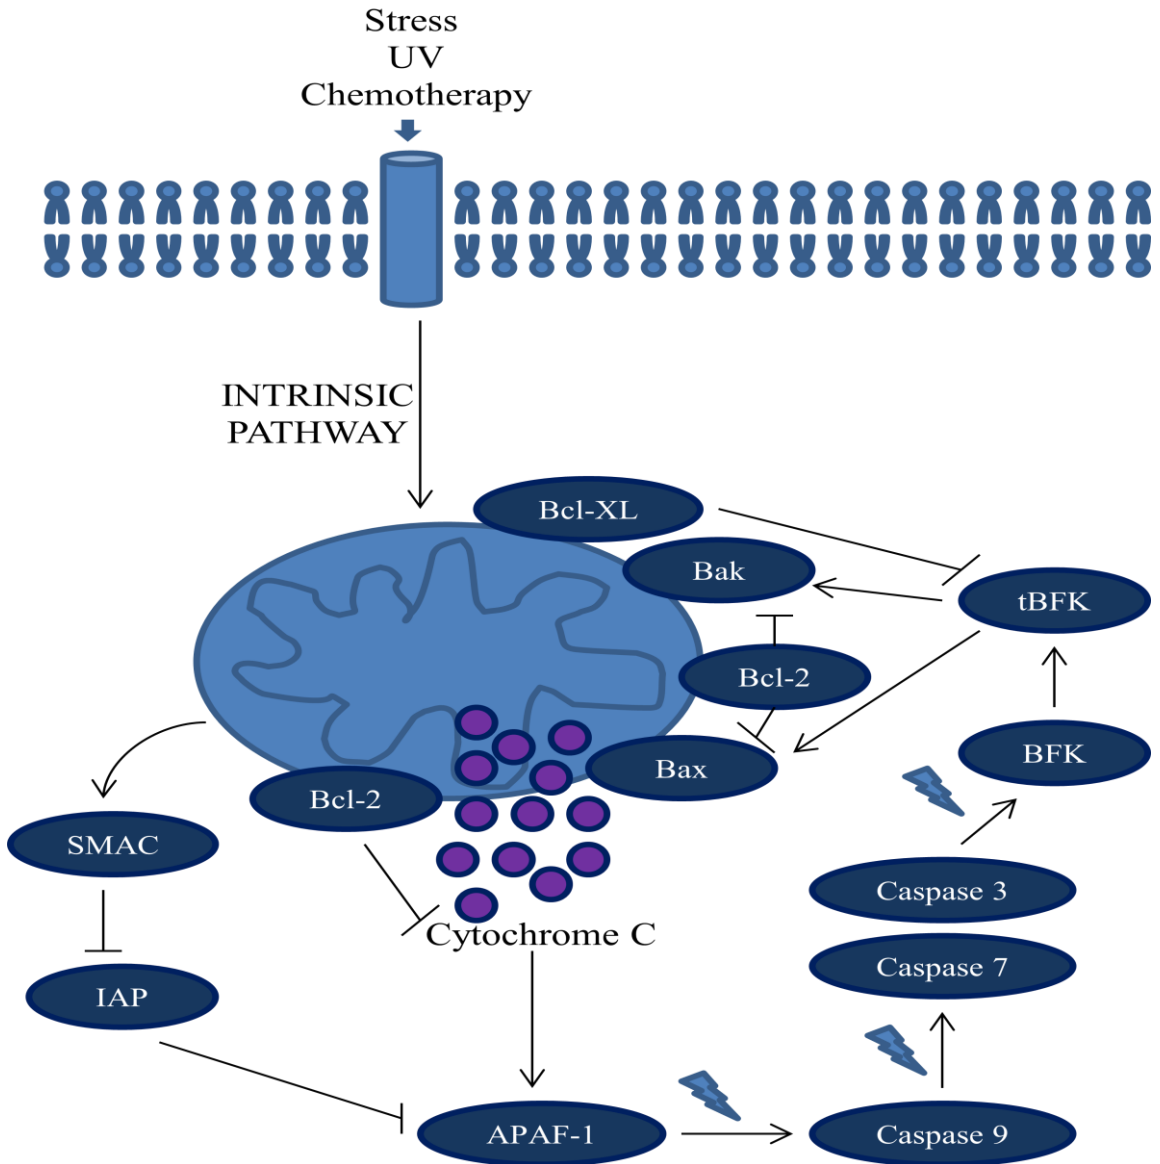 Stress
UV
Chemotherapy
INTRINSIC
PATHWAY
Bcl-XL
Bak
tBFK
Bcl-2
BFK
Bax
Bcl-2
SMAC
Caspase 3
Cytochrome C
Caspase 7
IAP
APAF-1
Caspase 9